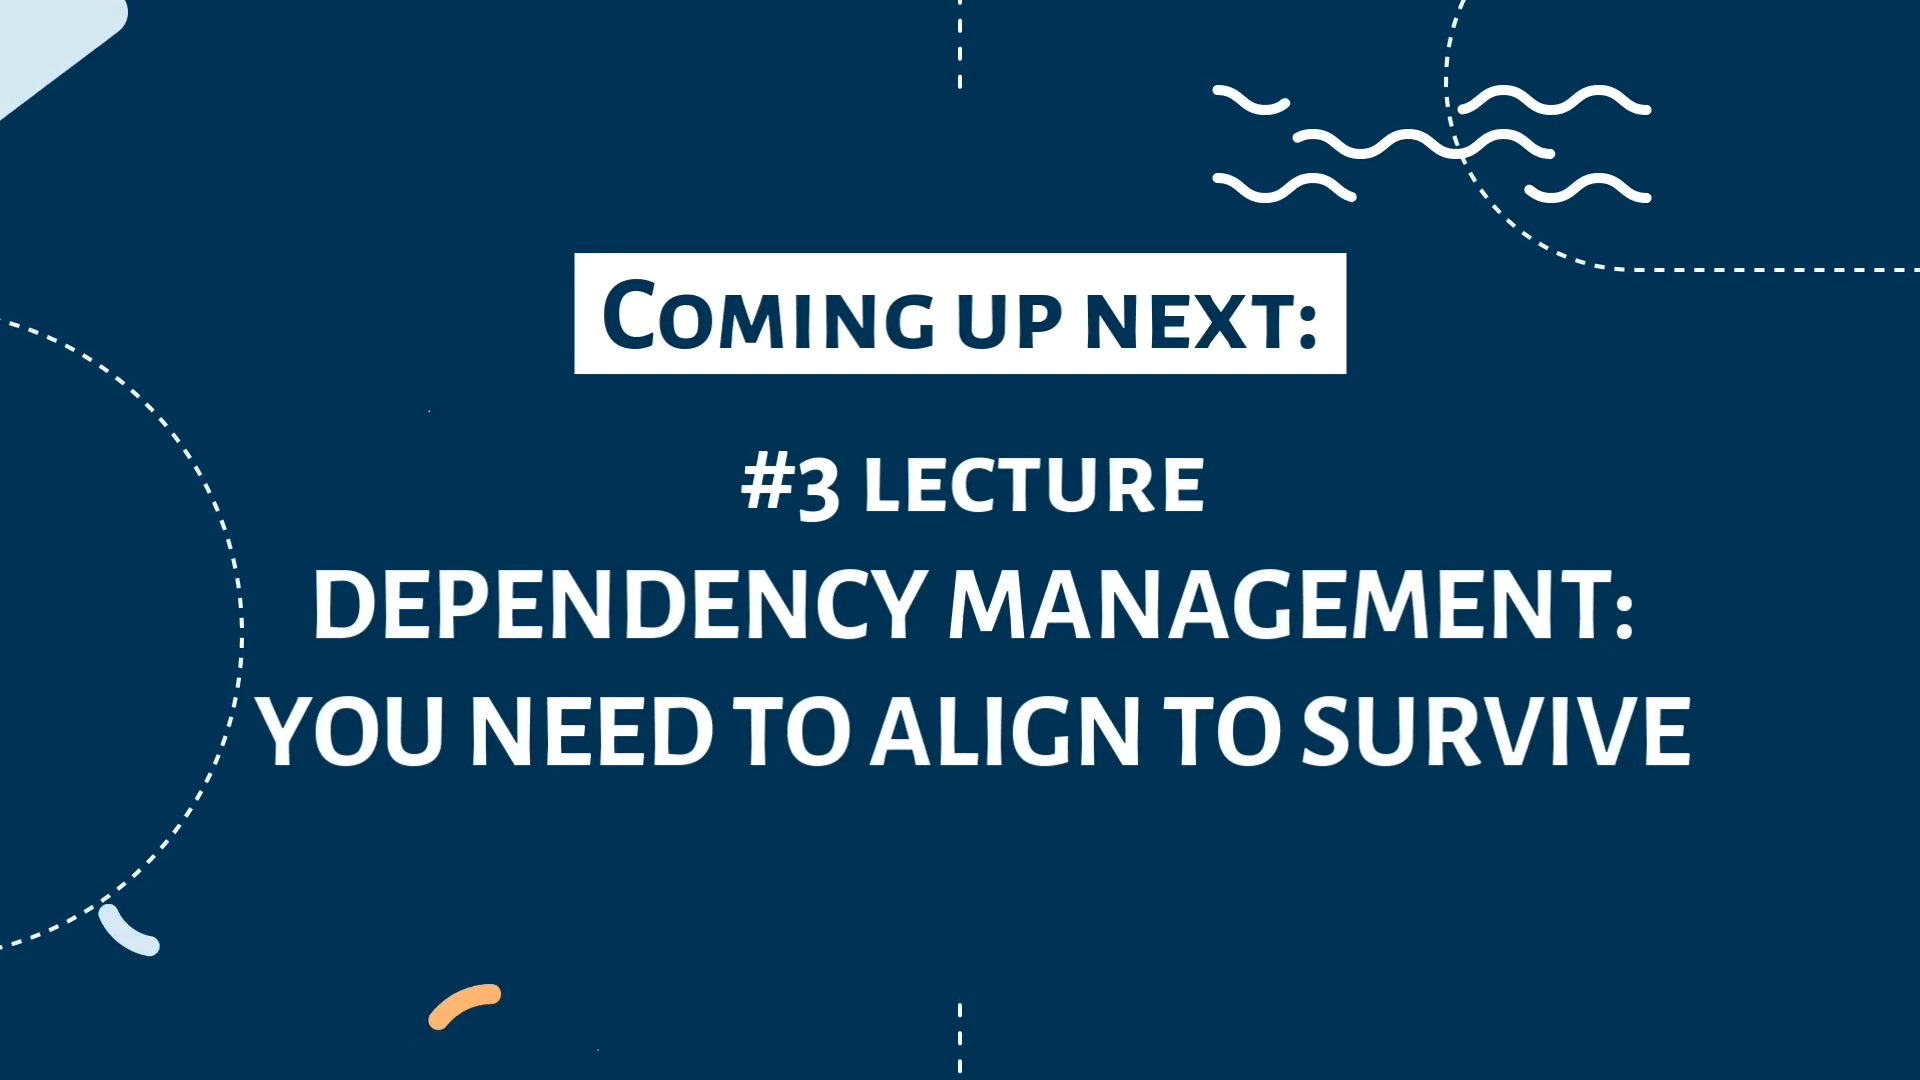 Coming up next:
#3 lecture
DEPENDENCY MANAGEMENT:
YOU NEED TO ALIGN TO SURVIVE